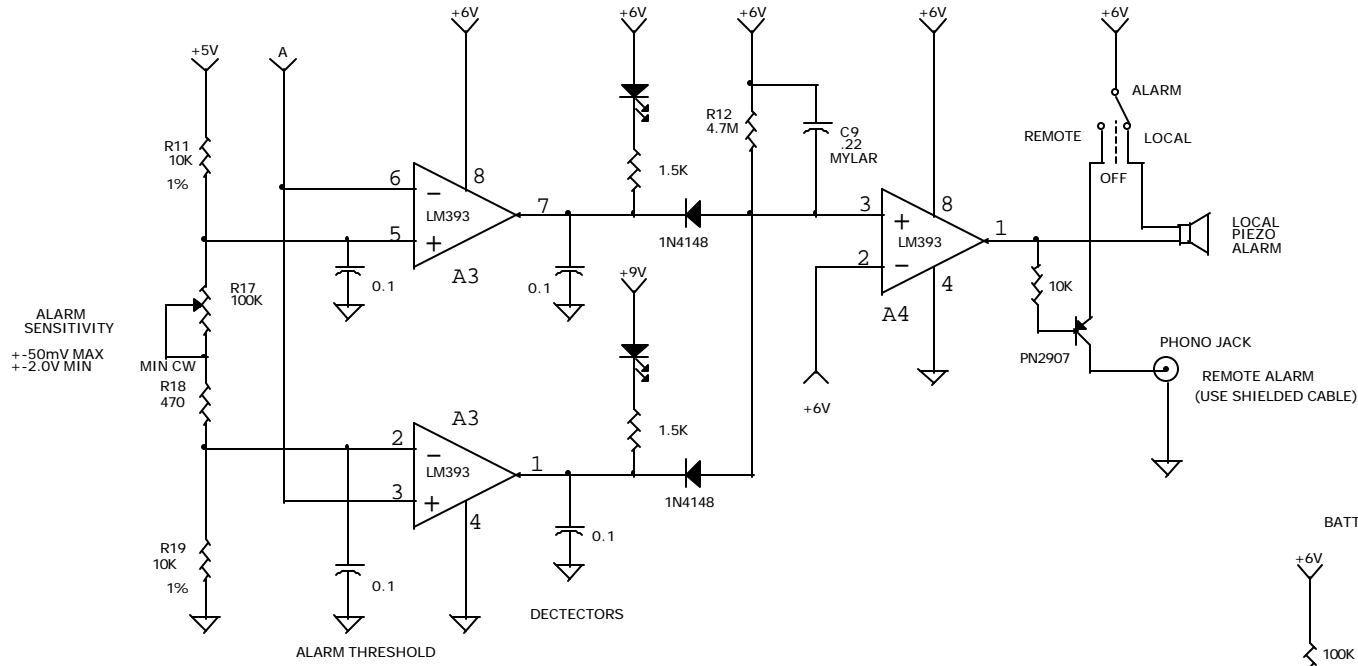 +5V
A
+6V
+6V
+6V
+6V
+6V
R11
10K
1%
6
8
5
LM393
A3
7
0.1
0.1
1.5K
1N4148
R12
4.7M
C9
.22
MYLAR
3
8
LM393
2
4
1
A4
+6V
ALARM
REMOTE
LOCAL
OFF
LOCAL
PIEZO
ALARM
10K
PN2907
PHONO JACK
REMOTE ALARM
(USE SHIELDED CABLE)
R17
100K
ALARM
SENSITIVITY
+-50mV MAX
+-2.0V MIN
MIN CW
R18
470
+9V
A3
2
LM393
1
3
4
1.5K
1N4148
0.1
R19
10K
1%
0.1
DECTECTORS
ALARM THRESHOLD
BATT
+6V
100K